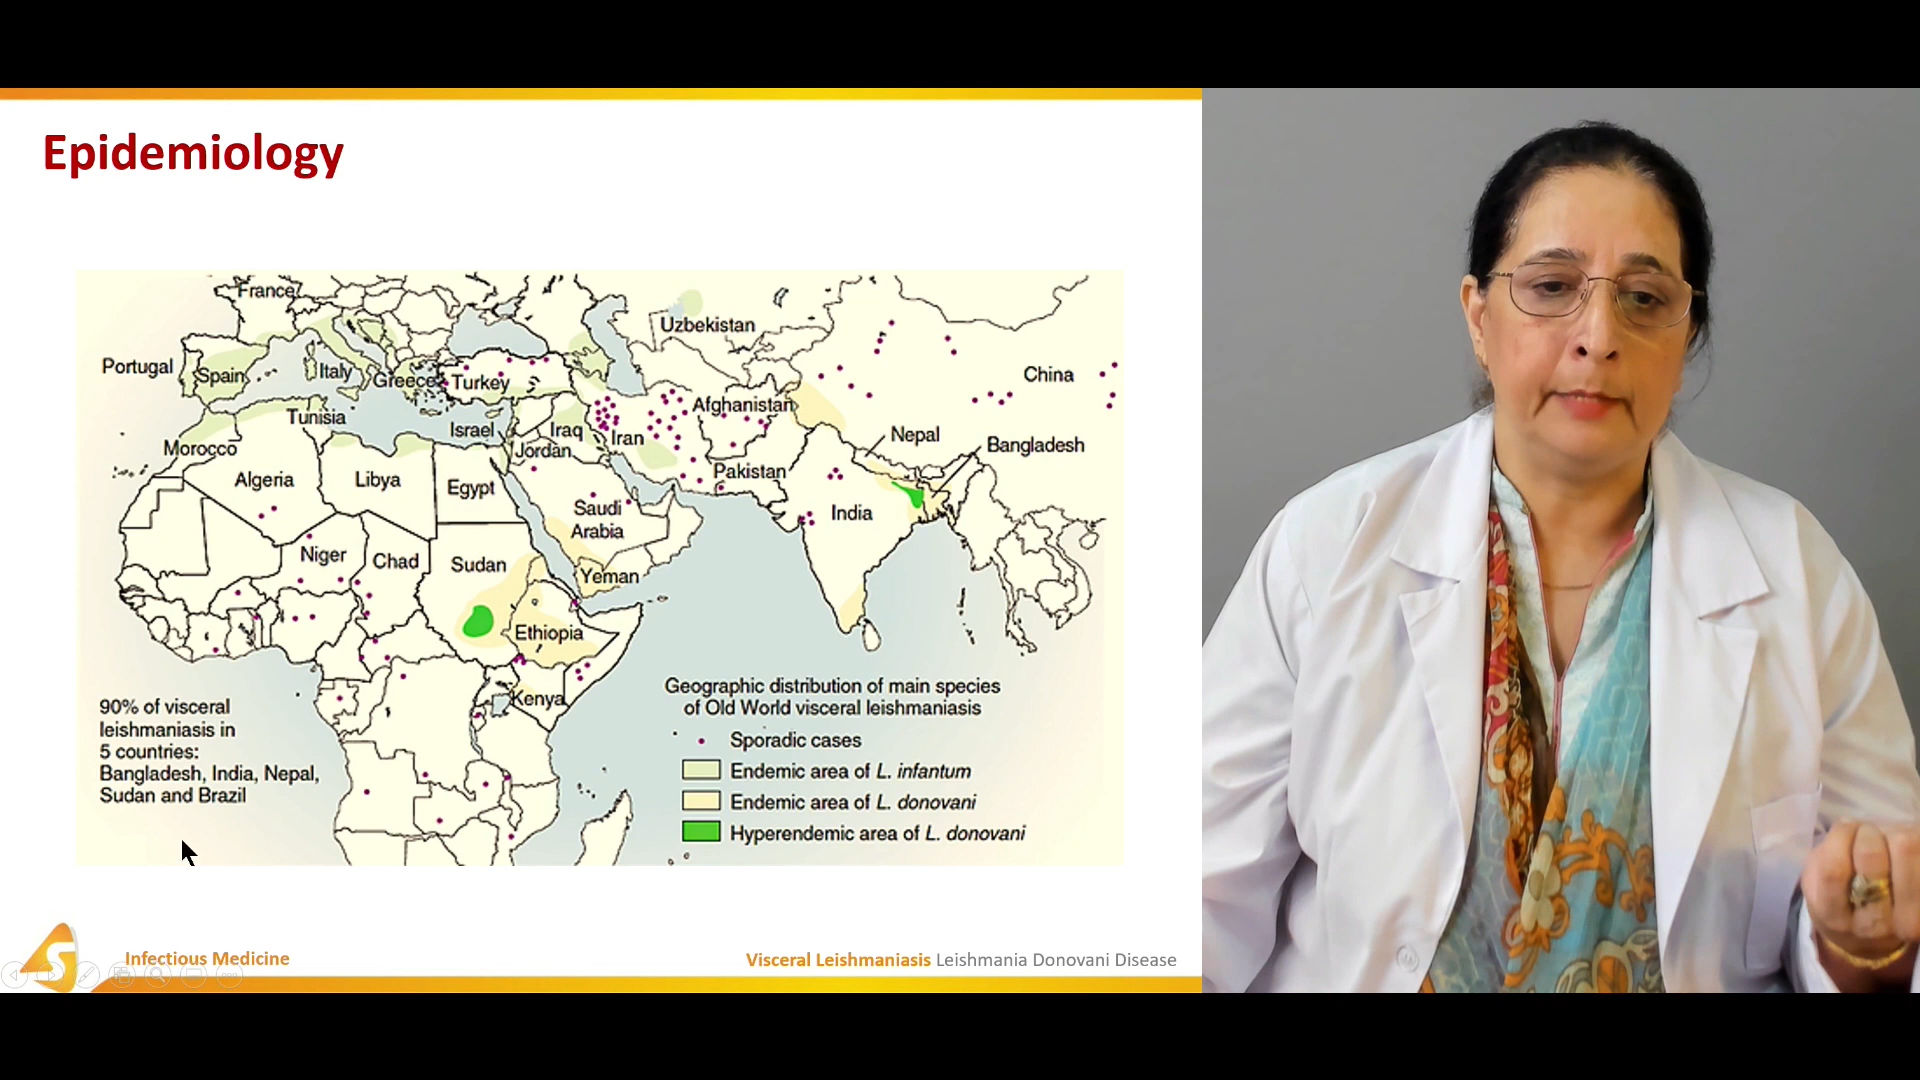 Epidemiology
France
Uzbekistan
Portugal
Spain
Italy
Greece
Turkey
China
Afghanistan
Tunisia
Israel
Iraq
Iran
Nepal
Bangladesh
Morocco
Jordan
Pakistan
Algeria
Libya
Egypt
Saudi
Arabia
India
Niger
Chad
Sudan
Yemen
Ethiopia
Kenya
90% of visceral
leishmaniasis in
5 countries:
Bangladesh, India, Nepal,
Sudan and Brazil
Geographic distribution of main species
of Old World visceral leishmaniasis
Sporadic cases
Endemic area of L. infantum
Endemic area of L. donovani
Hyperendemic area of L. donovani
S
Infectious Medicine
Visceral Leishmaniasis Leishmania Donovani Disease